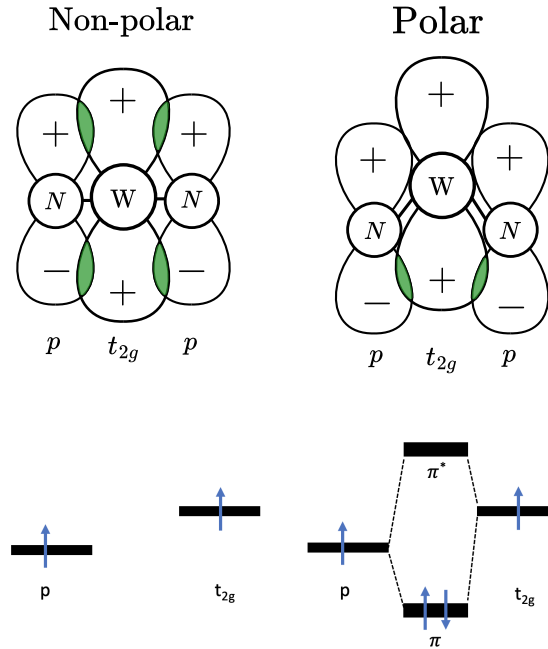 Non-polar
Polar
+ + +
N W N
− + −
p t2g p
+
+ +
W
N N
− + −
p t2g p
π*
p t2g
p t2g
π